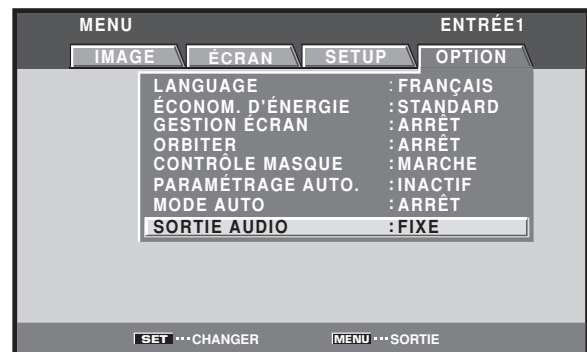 MENU ENTRÉE1
IMAGE ÉCRAN SETUP OPTION
LANGUAGE :FRANÇAIS
ÉCONOM. D'ÉNERGIE :STANDARD
GESTION ÉCRAN :ARRÊT
ORBITER :ARRÊT
CONTRÔLE MASQUE :MARCHE
PARAMÉTRAGE AUTO. :INACTIF
MODE AUTO :ARRÊT
SORTIE AUDIO :FIXE
SET ···CHANGER MENU ···SORTIE